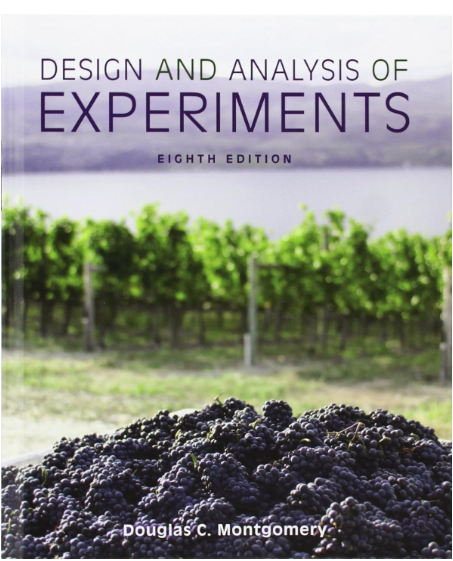 DESIGN AND ANALYSIS OF
EXPERIMENTS
EIGHTH EDITION
Douglas C. Montgomery